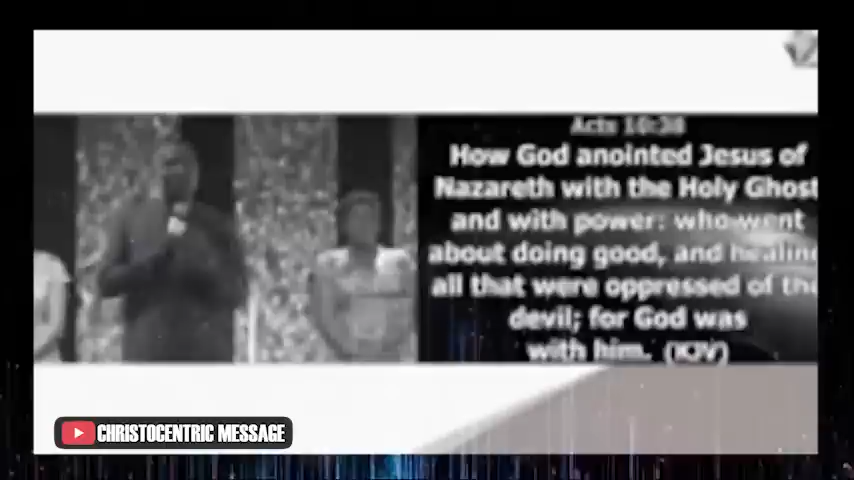 Acts 10:38
How God anointed Jesus of
Nazareth with the Holy Ghost
and with power: who went
about doing good, and healing
all that were oppressed of the
devil; for God was
with him. (KJV)
CHRISTOCENTRIC MESSAGE